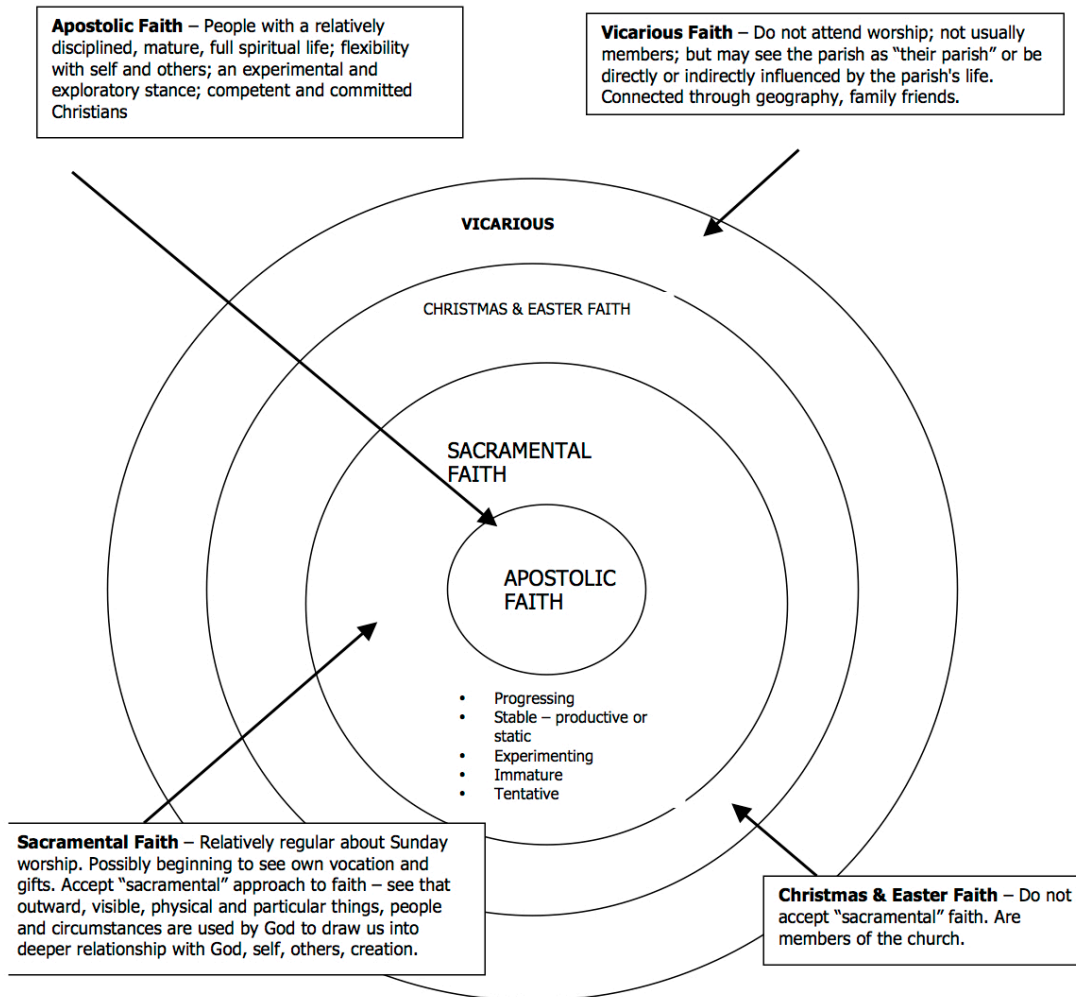 Apostolic Faith – People with a relatively
disciplined, mature, full spiritual life; flexibility
with self and others; an experimental and
exploratory stance; competent and committed
Christians
Vicarious Faith – Do not attend worship; not usually
members; but may see the parish as “their parish” or be
directly or indirectly influenced by the parish's life.
Connected through geography, family friends.
VICARIOUS
CHRISTMAS & EASTER FAITH
SACRAMENTAL
FAITH
APOSTOLIC
FAITH
• Progressing
• Stable – productive or
static
• Experimenting
• Immature
• Tentative
Sacramental Faith – Relatively regular about Sunday
worship. Possibly beginning to see own vocation and
gifts. Accept “sacramental” approach to faith – see that
outward, visible, physical and particular things, people
and circumstances are used by God to draw us into
deeper relationship with God, self, others, creation.
Christmas & Easter Faith – Do not
accept “sacramental” faith. Are
members of the church.